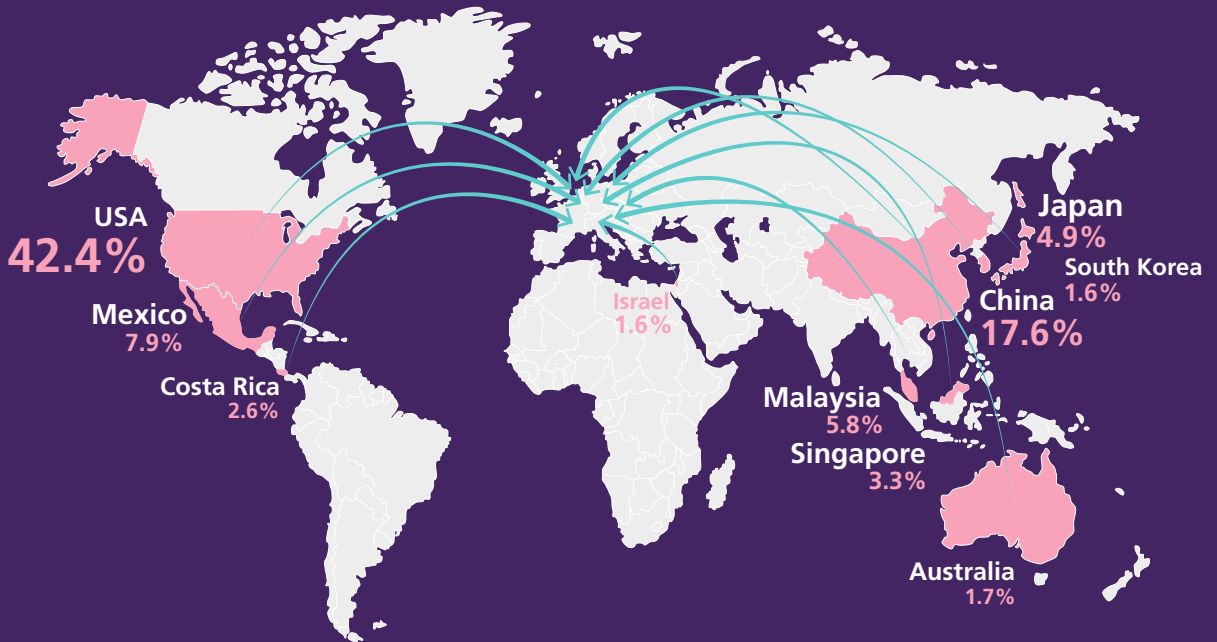 USA
42.4%
Mexico
7.9%
Costa Rica
2.6%
Israel
1.6%
Japan
4.9%
South Korea
1.6%
China
17.6%
Malaysia
5.8%
Singapore
3.3%
Australia
1.7%